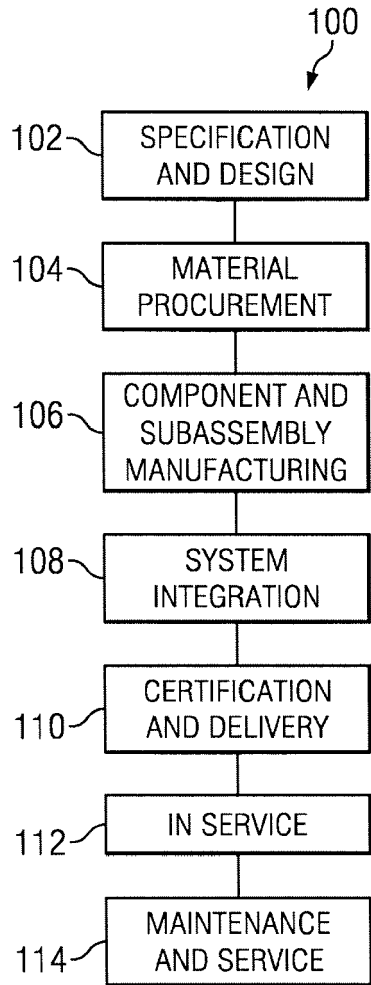 100
102
SPECIFICATION
AND DESIGN
104
MATERIAL
PROCUREMENT
106
COMPONENT AND
SUBASSEMBLY
MANUFACTURING
108
SYSTEM
INTEGRATION
110
CERTIFICATION
AND DELIVERY
112
IN SERVICE
114
MAINTENANCE
AND SERVICE